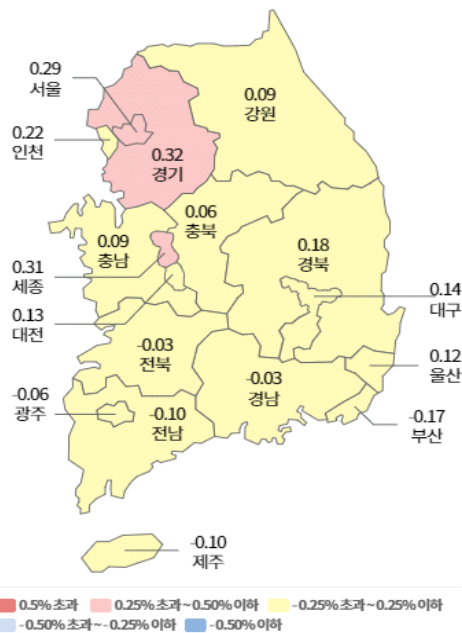 0.29
서울
0.09
강원
0.22
인천
0.32
경기
0.06
충북
0.09
충남
0.18
경북
0.31
세종
0.14
대구
0.13
대전
-0.03
전북
0.12
울산
-0.03
경남
-0.06
광주
-0.10
전남
-0.17
부산
-0.10
제주
0.5% 초과 0.25% 초과~0.50% 이하 -0.25% 초과~0.25% 이하
-0.50% 초과~-0.25% 이하 -0.50% 이하